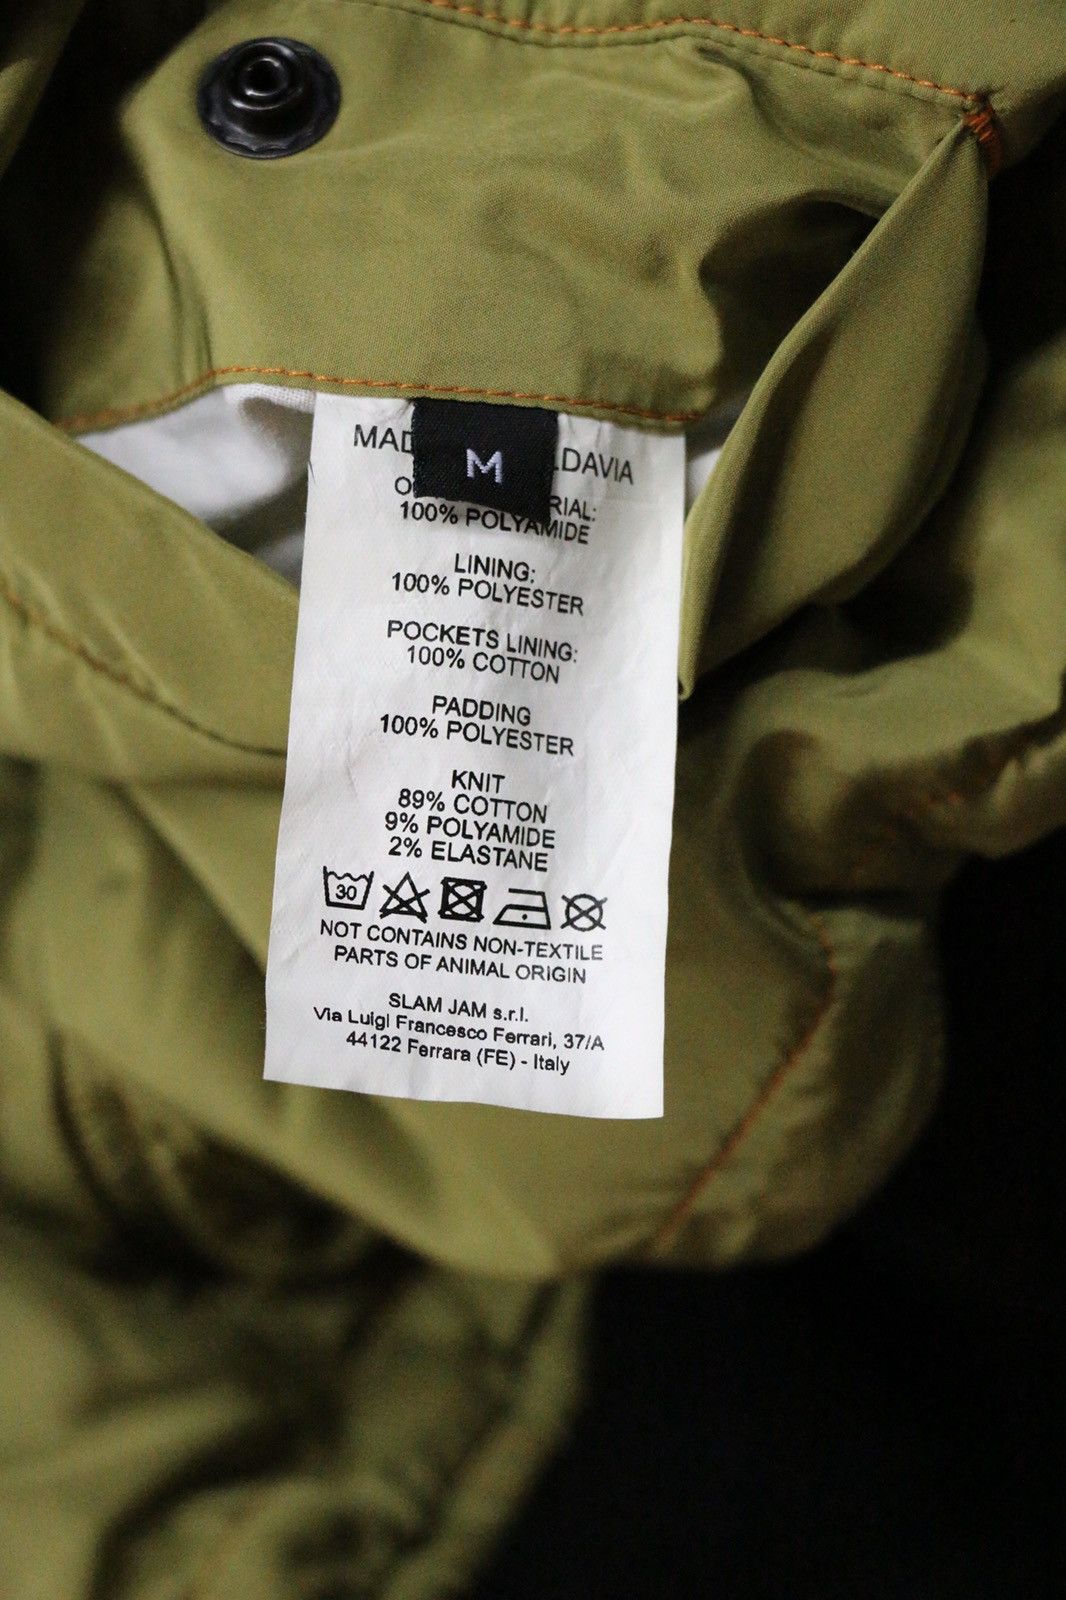 M
100% POLYAMIDE
LINING:
100% POLYESTER
POCKETS LINING:
100% COTTON
PADDING
100% POLYESTER
KNIT
89% COTTON
9% POLYAMIDE
2% ELASTANE
30
NOT CONTAINS NON-TEXTILE
PARTS OF ANIMAL ORIGIN
SLAM JAM s.r.l.
Via Luigi Francesco Ferrari, 37/A
44122 Ferrara (FE) - Italy